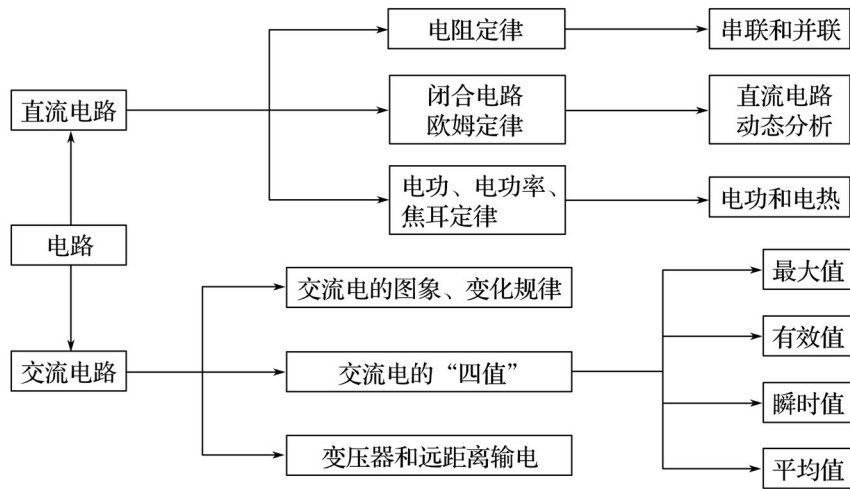 电阻定律
串联和并联
直流电路
闭合电路
欧姆定律
直流电路
动态分析
电功、电功率、
焦耳定律
电功和电热
电路
交流电路
交流电的图象、变化规律
交流电的“四值”
变压器和远距离输电
最大值
有效值
瞬时值
平均值